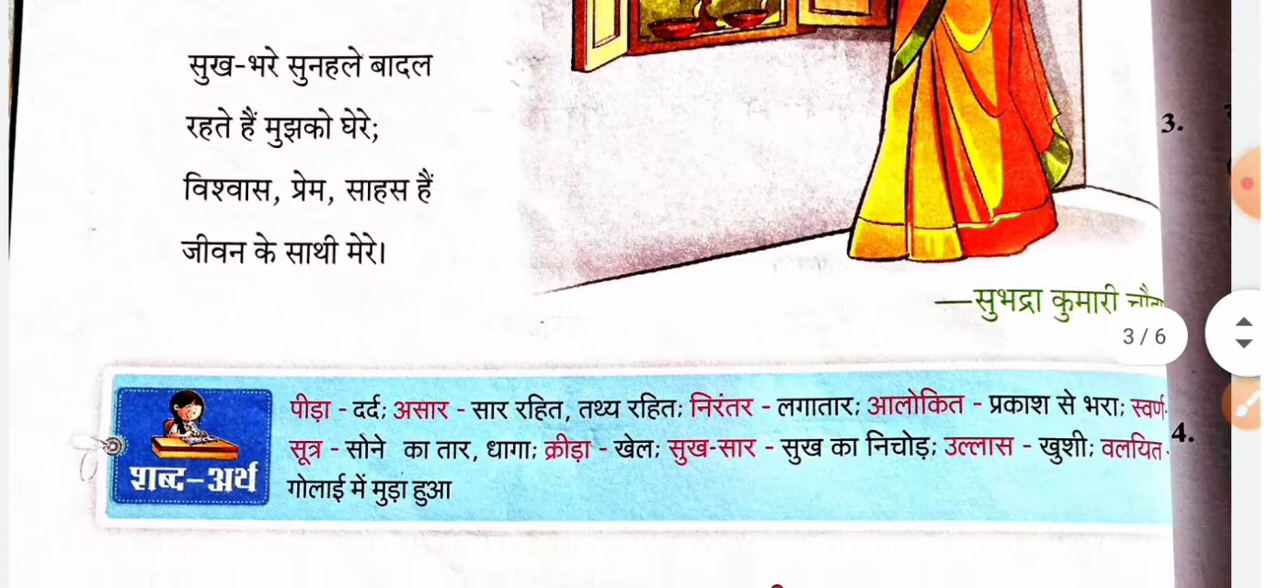 सुख-भरे सुनहले बादल
रहते हैं मुझको घेरे;
विश्वास, प्रेम, साहस हैं
जीवन के साथी मेरे।
—सुभद्रा कुमारी
3.
3 / 6
शब्द-अर्थ
पीड़ा - दर्द; असार - सार रहित, तथ्य रहित; निरंतर - लगातार; आलोकित - प्रकाश से भरा; स्वर्ण-
सूत्र - सोने का तार, धागा; क्रीड़ा - खेल; सुख-सार - सुख का निचोड़; उल्लास - खुशी; वलयित -
गोलाई में मुड़ा हुआ
4.